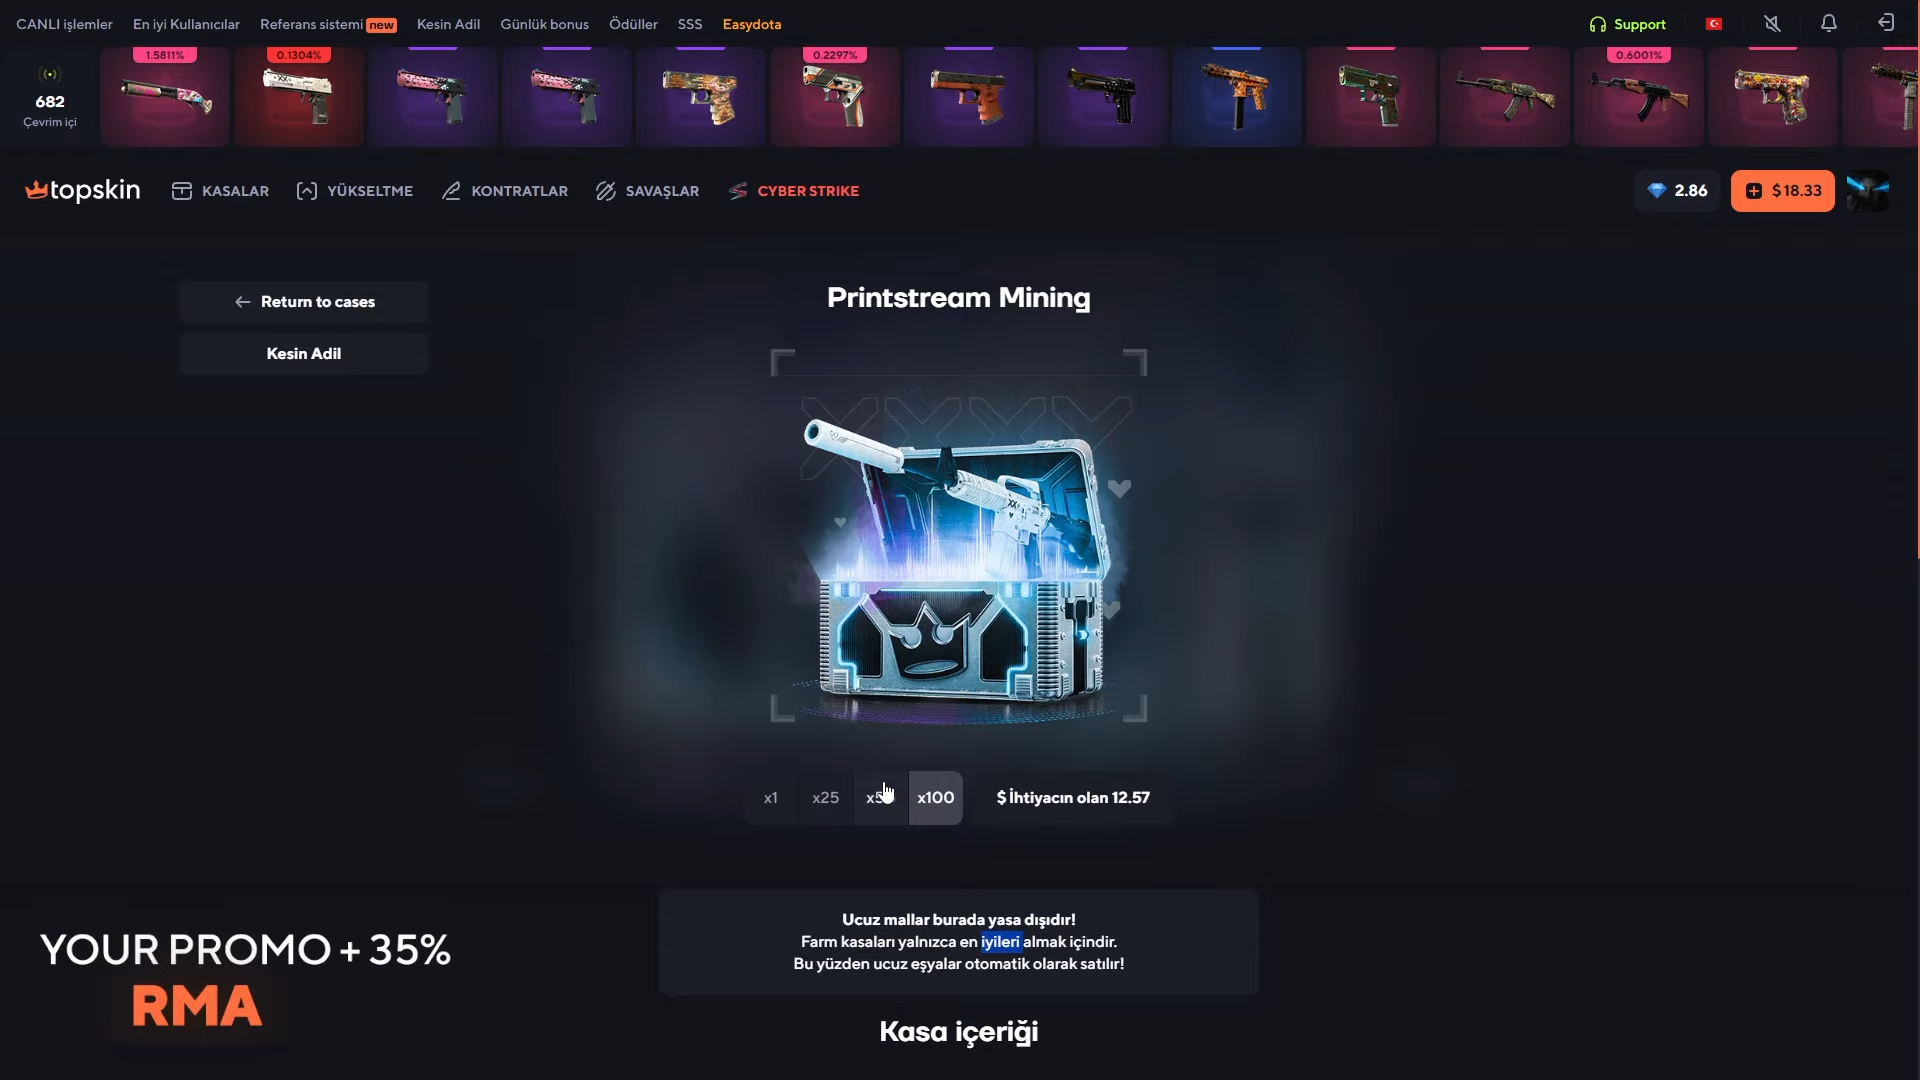 CANLI işlemler En iyi Kullanıcılar Referans sistemi new Kesin Adil Günlük bonus Ödüller SSS Easydota Support
1.5811% 0.1304% 0.2297% 0.6001%
682
Çevrim içi
topskin KASALAR YÜKSELTME KONTRATLAR SAVAŞLAR CYBER STRIKE 2.86 $ 18.33
Return to cases
Kesin Adil
Printstream Mining
x1 x25 x100 $ İhtiyacın olan 12.57
Ucuz mallar burada yasa dışıdır!
Farm kasaları yalnızca en iyileri almak içindir.
Bu yüzden ucuz eşyalar otomatik olarak satılır!
YOUR PROMO + 35%
RMA
Kasa içeriği